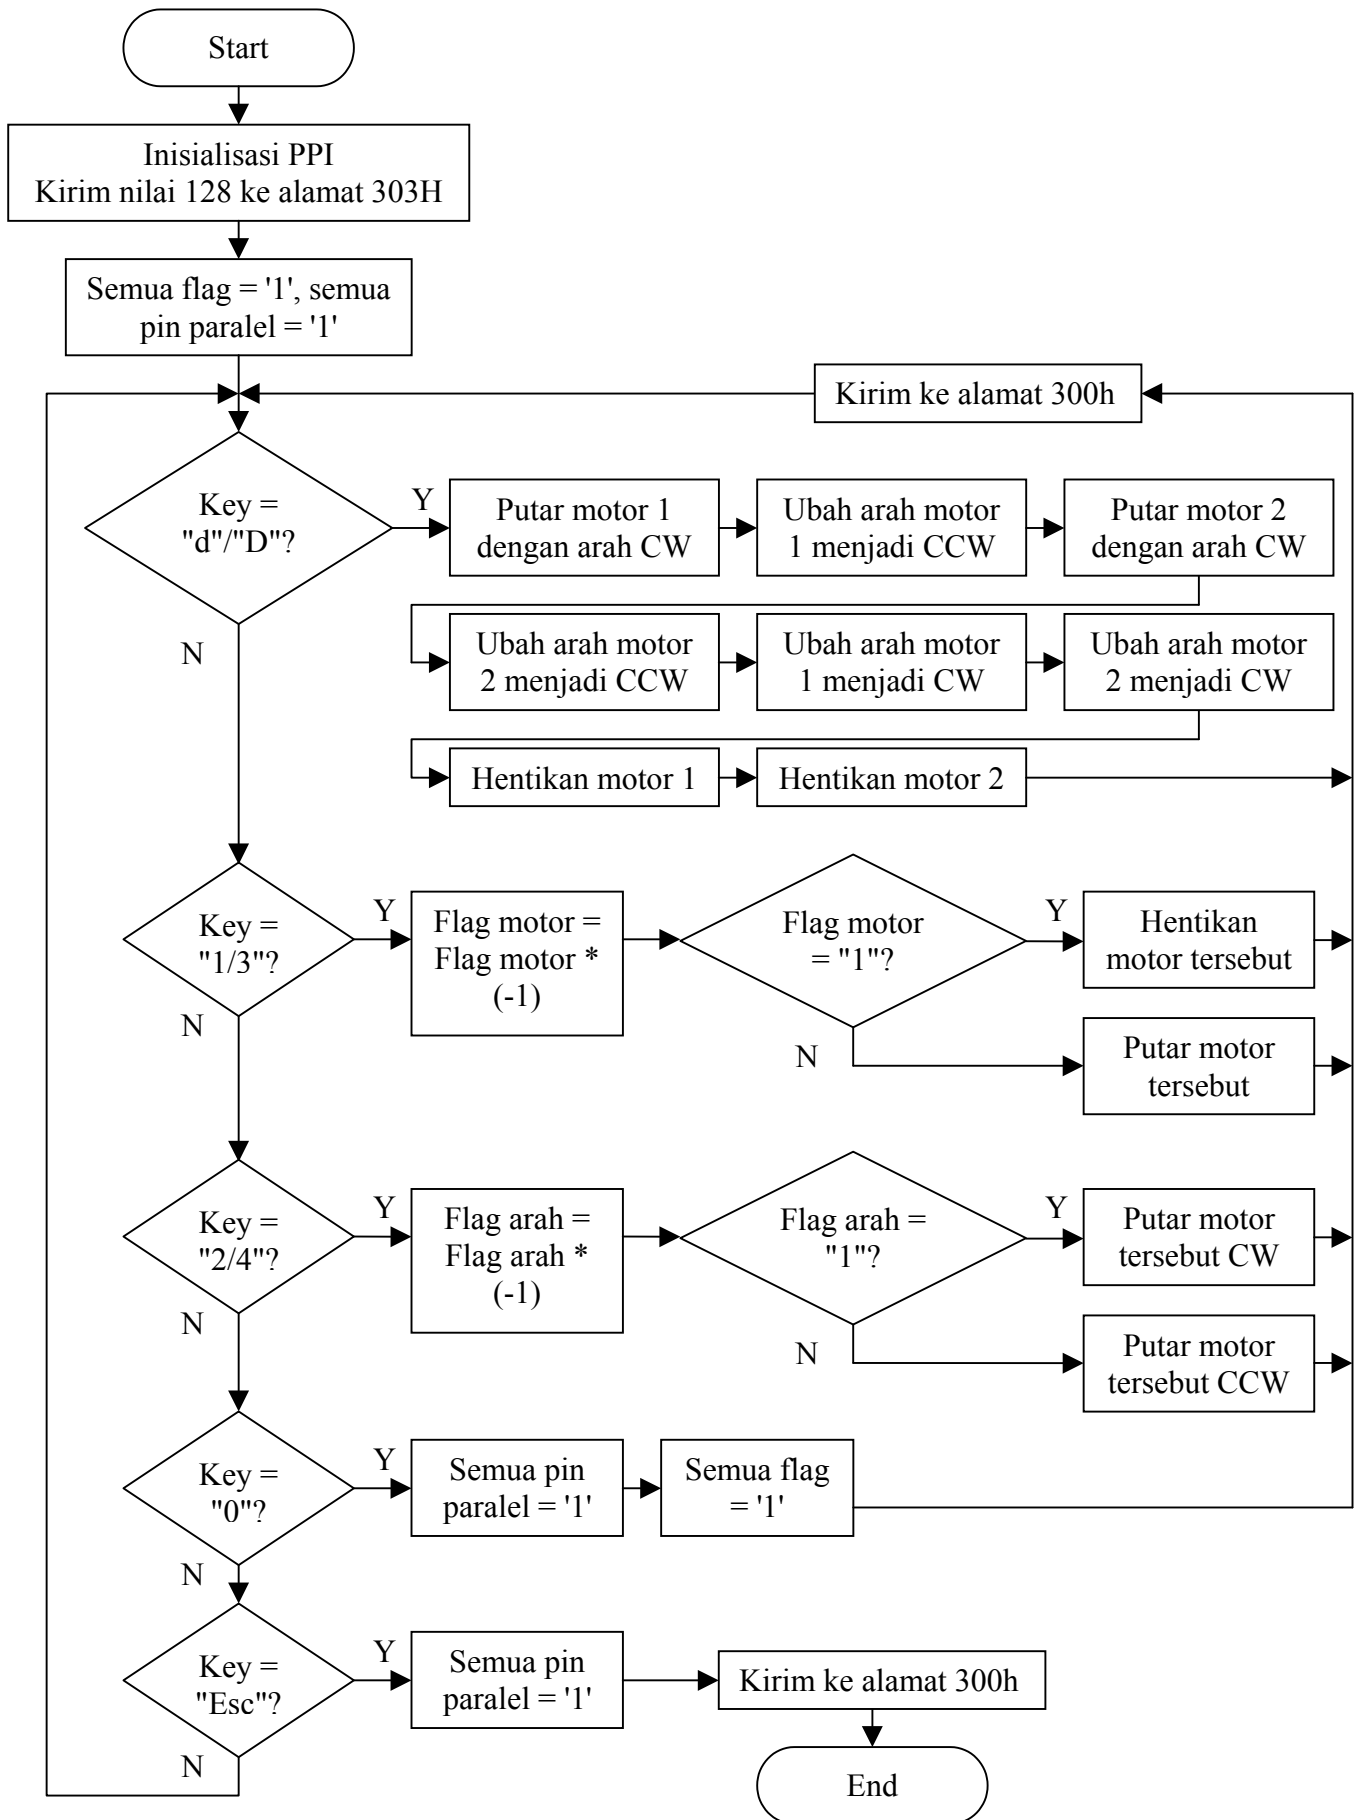 Start
Inisialisasi PPI
Kirim nilai 128 ke alamat 303H
Semua flag = '1', semua
pin paralel = '1'
Kirim ke alamat 300h
Key =
"d"/"D"?
Y
N
Putar motor 1
dengan arah CW
Ubah arah motor
1 menjadi CCW
Putar motor 2
dengan arah CW
Ubah arah motor
2 menjadi CCW
Ubah arah motor
1 menjadi CW
Ubah arah motor
2 menjadi CW
Hentikan motor 1
Hentikan motor 2
Key =
"1/3"?
Y
N
Flag motor =
Flag motor *
(-1)
Flag motor
= "1"?
Y
N
Hentikan
motor tersebut
Putar motor
tersebut
Key =
"2/4"?
Y
N
Flag arah =
Flag arah *
(-1)
Flag arah =
"1"?
Y
N
Putar motor
tersebut CW
Putar motor
tersebut CCW
Key =
"0"?
Y
N
Semua pin
paralel = '1'
Semua flag
= '1'
Key =
"Esc"?
Y
N
Semua pin
paralel = '1'
Kirim ke alamat 300h
End